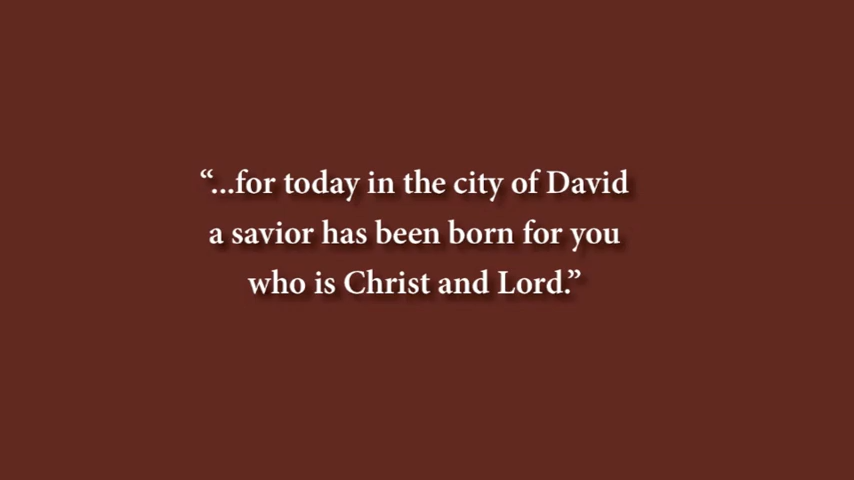 “...for today in the city of David
a savior has been born for you
who is Christ and Lord.”